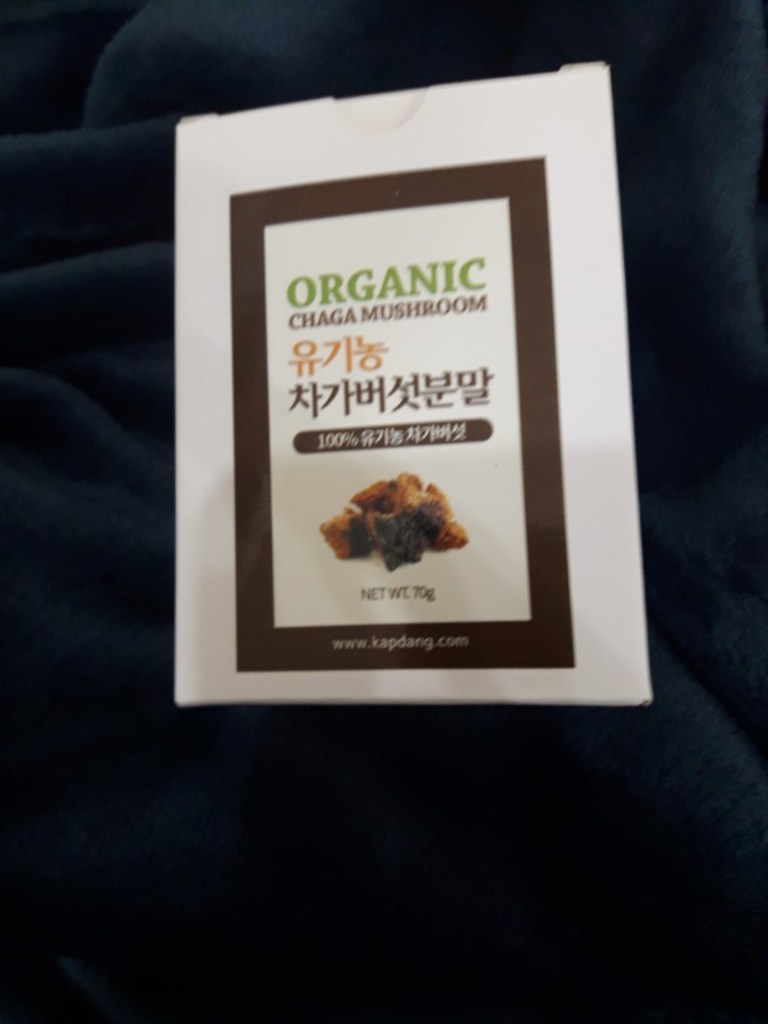 ORGANIC
CHAGA MUSHROOM
유기농
차가버섯분말
100% 유기농 차가버섯
NET WT. 70g
www.kapdang.com